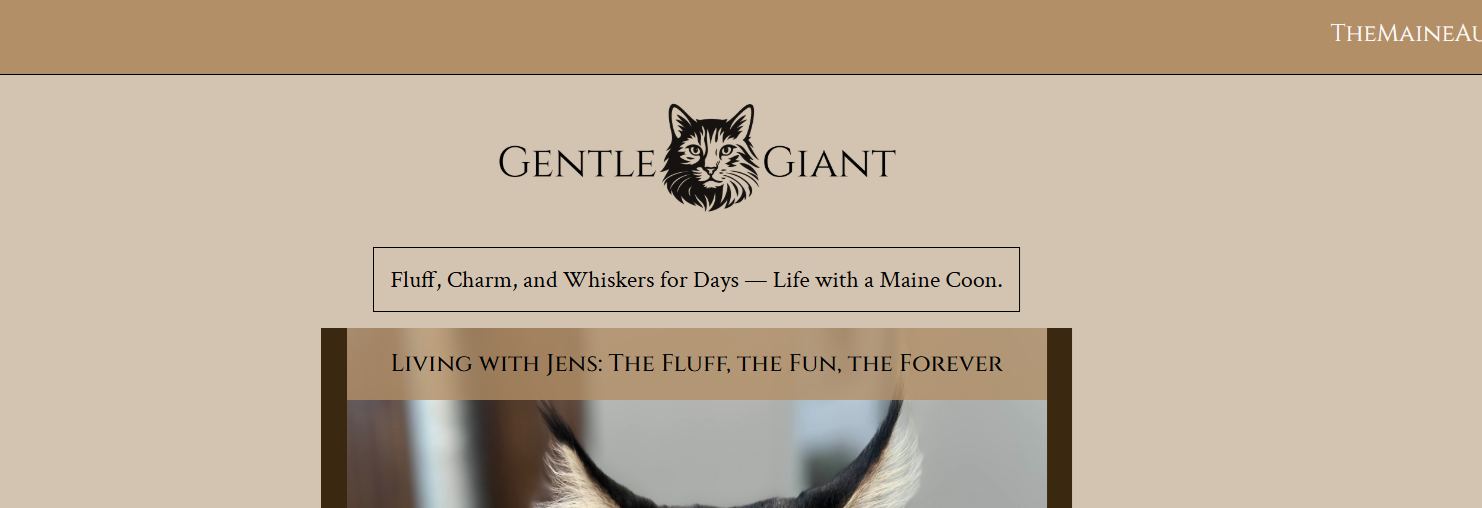 Gentle Giant
Fluff, Charm, and Whiskers for Days — Life with a Maine Coon.
Living with Jens: The Fluff, the Fun, the Forever